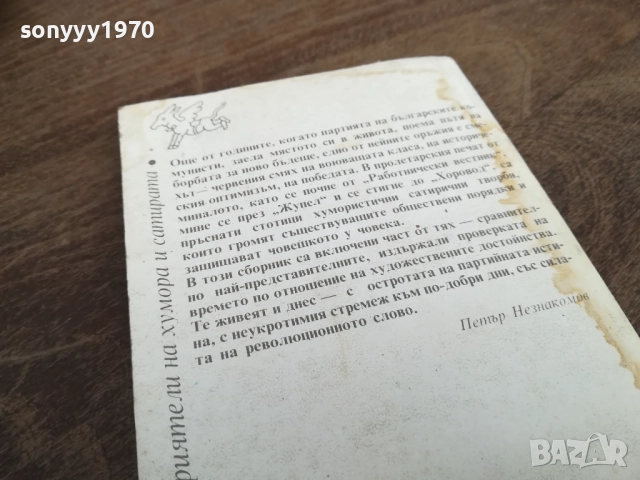 sonyyy1970
Още от годините, когато партията на българските ко-
мунисти, заела мястото си в живота, поема пътя на
борбата за ново бъдеще, едно от нейните оръжия е сме-
хът — червения смях на воюващата класа, на историче-
ския оптимизъм, на победата. В пролетарския печат от
миналото, като се почне от „Работнически вестник“,
мине се през „Жупел“ и се стигне до „Хоровод“, са
пръснати стотици хумористични сатирични творби,
които громят съществуващите обществени порядки и
защищават човешкото у човека.
В този сборник са включени част от тях — сравнител-
но най-представителните, издържали проверката на
времето по отношение на художествените достойнства.
Те живеят и днес — с остротата на партийната исти-
на, с неукротимия стремеж към по-добри дни, със сила-
та на революционното слово.
Петър Незнакомов
риятели на хумора и сатирата •
BAZAR